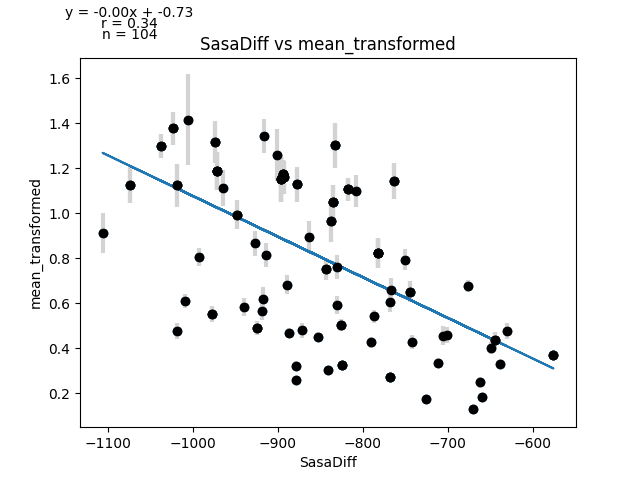 y = -0.00x + -0.73
r = 0.34
n = 104
SasaDiff vs mean_transformed
1.6
1.4
1.2
1.0
0.8
0.6
0.4
0.2
mean_transformed
−1100 −1000 −900 −800 −700 −600
SasaDiff